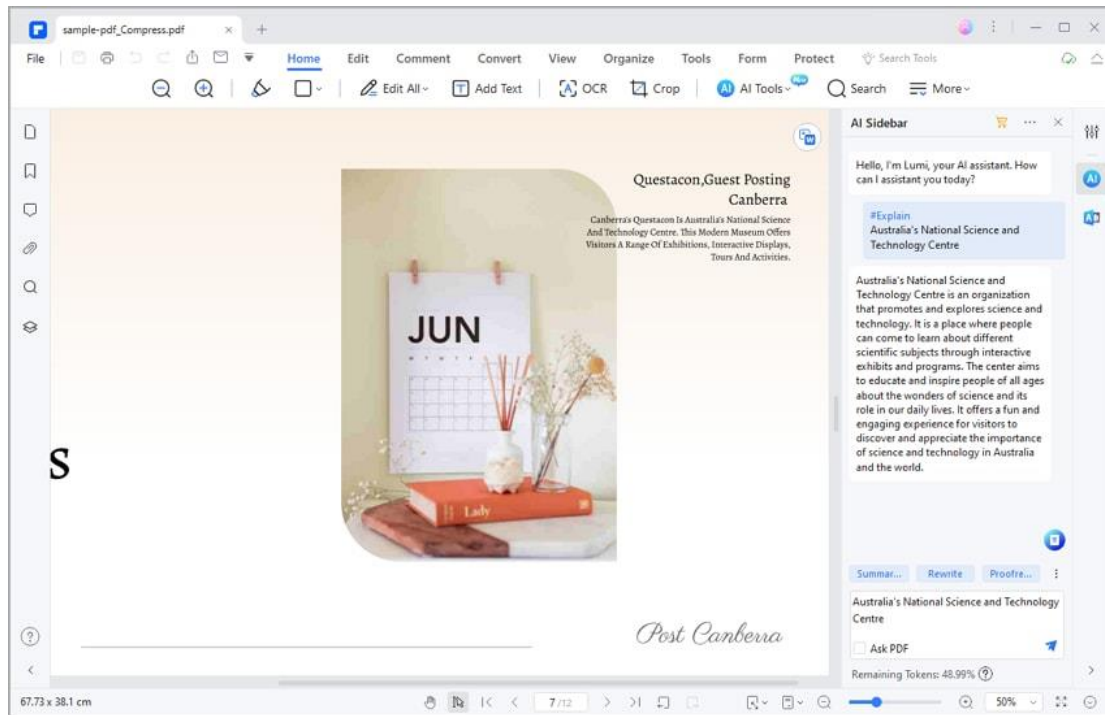 sample-pdf_Compress.pdf
File
Home
Edit
Comment
Convert
View
Organize
Tools
Form
Protect
Search Tools
Edit All
Add Text
OCR
Crop
AI Tools
Search
More
Questacon,Guest Posting
Canberra
Canberra's Questacon Is Australia's National Science
And Technology Centre. This Modern Museum Offers
Visitors A Range Of Exhibitions, Interactive Displays,
Tours And Activities.
JUN
Lady
s
Post Canberra
AI Sidebar
Hello, I'm Lumi, your AI assistant. How
can I assistant you today?
#Explain
Australia's National Science and
Technology Centre
Australia's National Science and
Technology Centre is an organization
that promotes and explores science and
technology. It is a place where people
can come to learn about different
scientific subjects through interactive
exhibits and programs. The center aims
to educate and inspire people of all ages
about the wonders of science and its
role in our daily lives. It offers a fun and
engaging experience for visitors to
discover and appreciate the importance
of science and technology in Australia
and the world.
Summar...
Rewrite
Proofre...
Australia's National Science and Technology
Centre
Ask PDF
Remaining Tokens: 48.99%
67.73 x 38.1 cm
7/12
50%